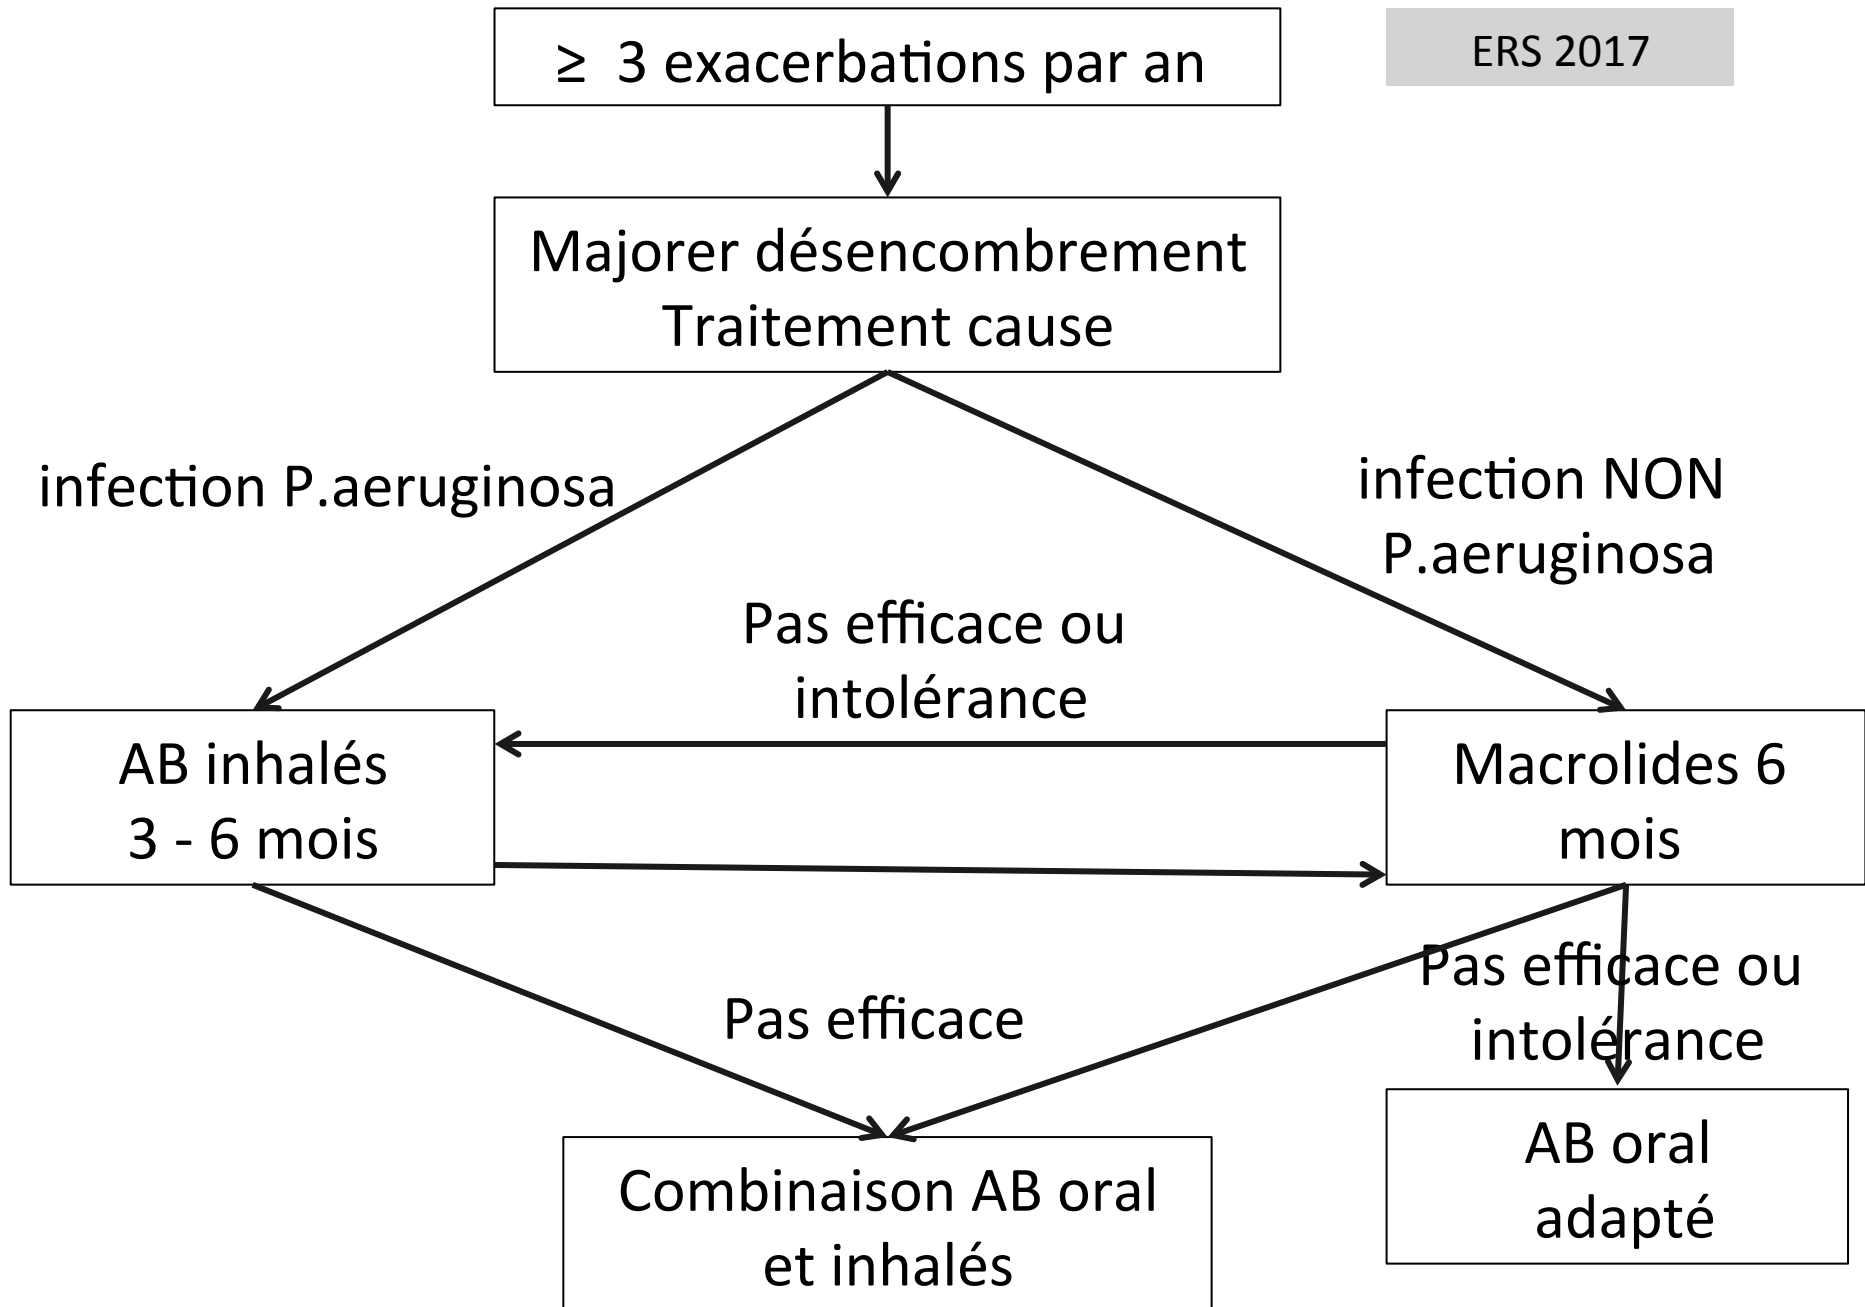 ≥ 3 exacerbations par an
ERS 2017
Majorer désencombrement
Traitement cause
infection P.aeruginosa
infection NON
P.aeruginosa
Pas efficace ou
intolérance
AB inhalés
3 - 6 mois
Macrolides 6
mois
Pas efficace
Pas efficace ou
intolérance
Combinaison AB oral
et inhalés
AB oral
adapté